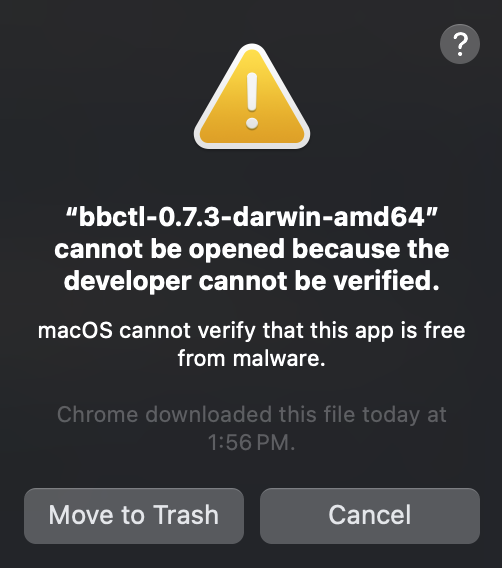 ?
“bbctl-0.7.3-darwin-amd64”
cannot be opened because the
developer cannot be verified.
macOS cannot verify that this app is free
from malware.
Chrome downloaded this file today at
1:56 PM.
Move to Trash
Cancel